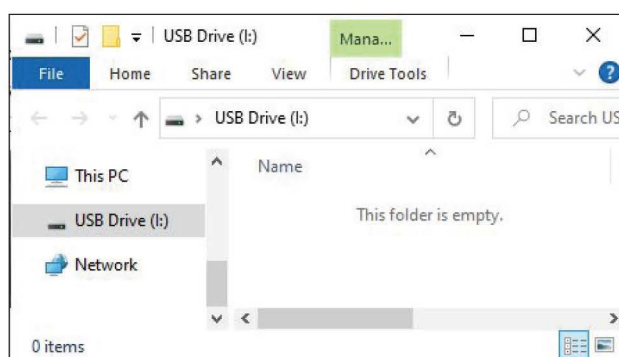 USB Drive (I:) Mana...
File Home Share View Drive Tools
USB Drive (I:) Search US
This PC
USB Drive (I:)
Network
Name
This folder is empty.
0 items